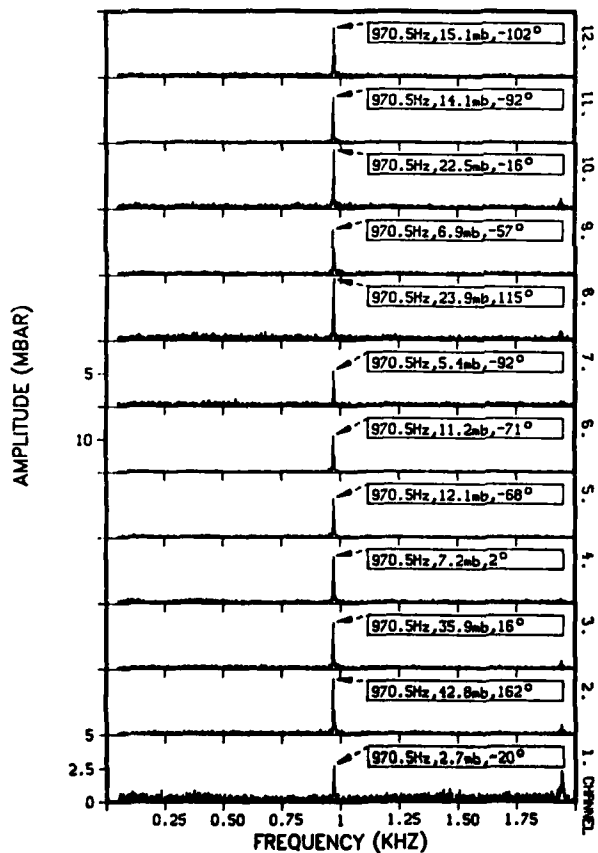 970.5Hz,15.1mb,-102°
12.
970.5Hz,14.1mb,-92°
11.
970.5Hz,22.5mb,-16°
10.
970.5Hz,6.9mb,-57°
9.
970.5Hz,23.9mb,115°
8.
970.5Hz,5.4mb,-92°
7.
5
970.5Hz,11.2mb,-71°
6.
10
970.5Hz,12.1mb,-68°
5.
970.5Hz,7.2mb,2°
4.
970.5Hz,35.9mb,16°
3.
970.5Hz,42.8mb,162°
2.
5
970.5Hz,2.7mb,-20°
1. CHANNEL
2.5
0
0.25 0.50 0.75 1 1.25 1.50 1.75
FREQUENCY (KHZ)
AMPLITUDE (MBAR)